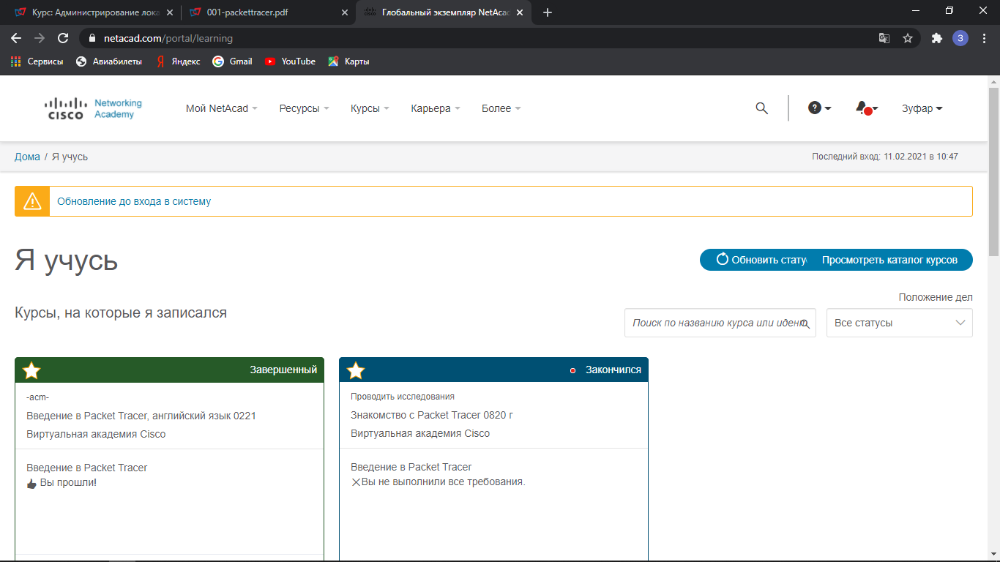 Курс: Администрирование лока
001-packettracer.pdf
Глобальный экземпляр NetAcad
netacad.com/portal/learning
З
Сервисы
Авиабилеты
Яндекс
Gmail
YouTube
Карты
cisco
Networking
Academy
Мой NetAcad
Ресурсы
Курсы
Карьера
Более
Зуфар
Дома / Я учусь
Последний вход: 11.02.2021 в 10:47
Обновление до входа в систему
Я учусь
Обновить стату
Просмотреть каталог курсов
Положение дел
Курсы, на которые я записался
Поиск по названию курса или идент
Все статусы
Завершенный
-acm-
Введение в Packet Tracer, английский язык 0221
Виртуальная академия Cisco
Введение в Packet Tracer
Вы прошли!
Закончился
Проводить исследования
Знакомство с Packet Tracer 0820 г
Виртуальная академия Cisco
Введение в Packet Tracer
Вы не выполнили все требования.